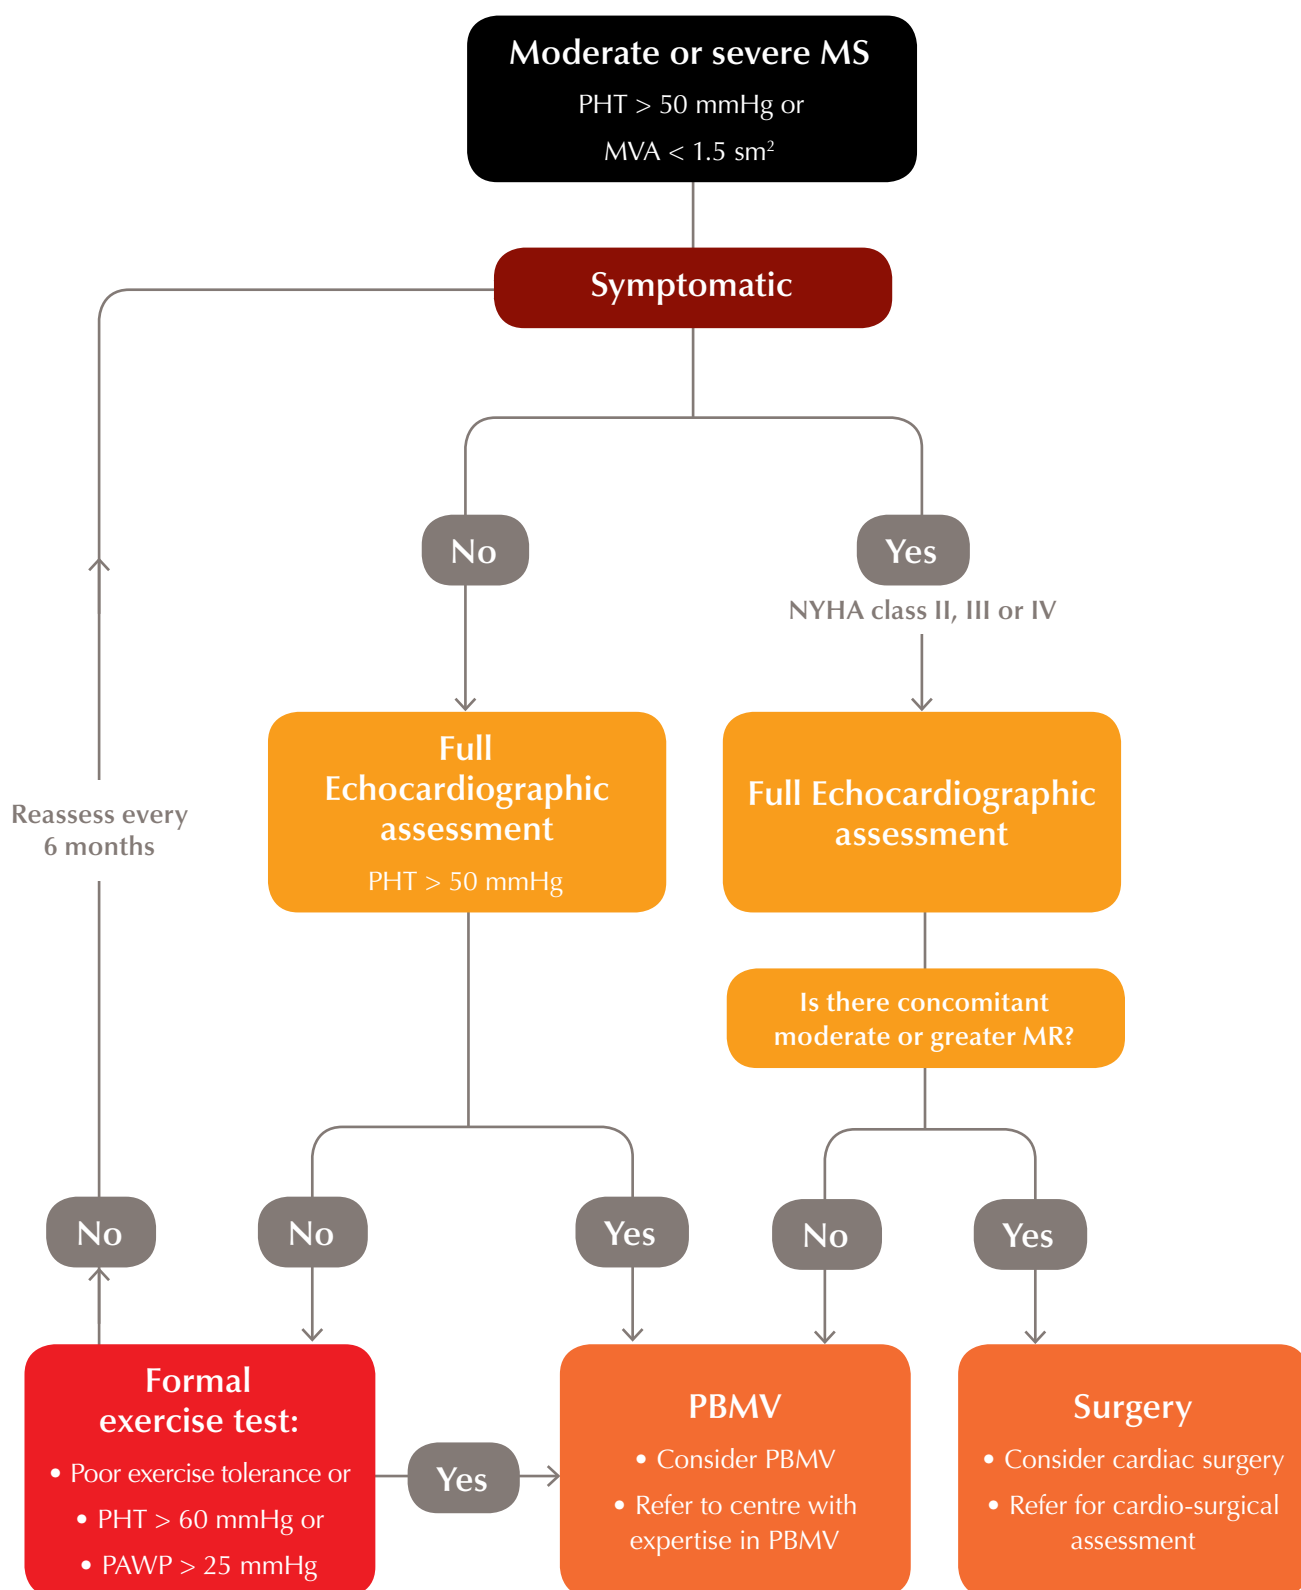 Moderate or severe MS
PHT > 50 mmHg or
MVA < 1.5 sm²
Symptomatic
No
Yes
NYHA class II, III or IV
Full
Echocardiographic
assessment
PHT > 50 mmHg
Full Echocardiographic
assessment
Reassess every
6 months
Is there concomitant
moderate or greater MR?
No
No
Yes
No
Yes
Formal
exercise test:
• Poor exercise tolerance or
• PHT > 60 mmHg or
• PAWP > 25 mmHg
Yes
PBMV
• Consider PBMV
• Refer to centre with
expertise in PBMV
Surgery
• Consider cardiac surgery
• Refer for cardio-surgical
assessment